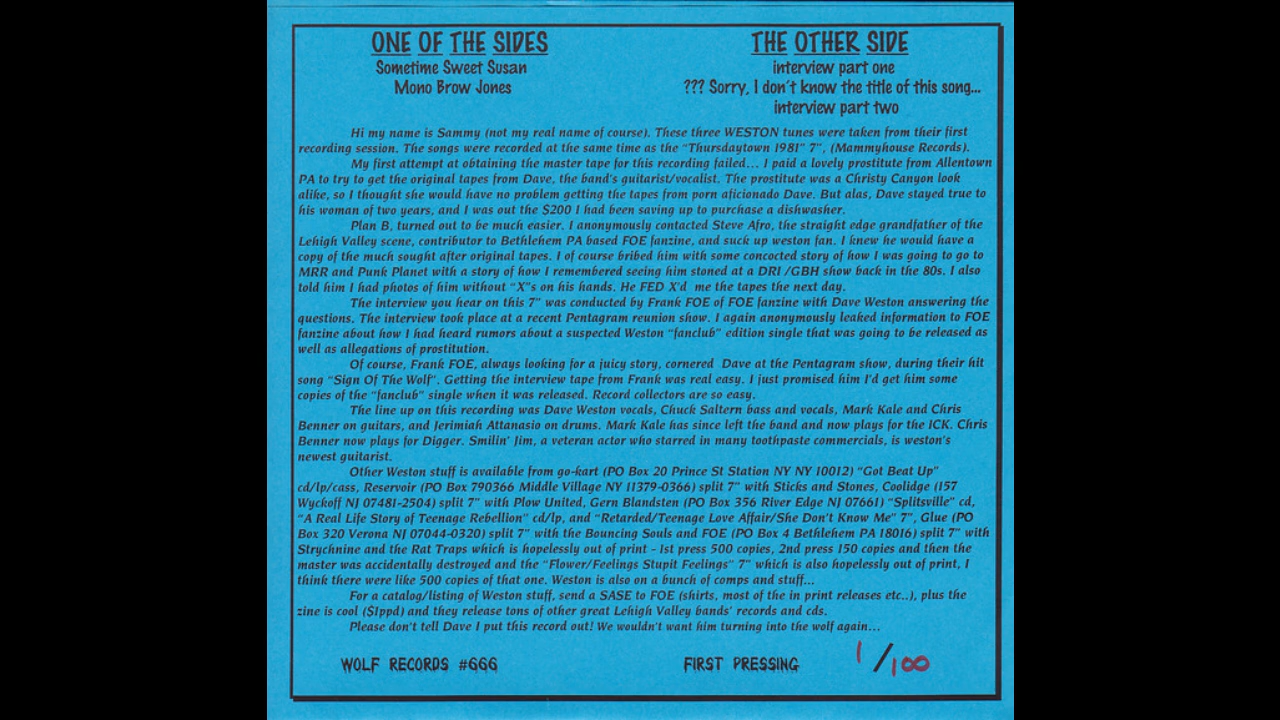 ONE OF THE SIDES
Sometime Sweet Susan
Mono Brow Jones
THE OTHER SIDE
interview part one
??? Sorry, I don't know the title of this song...
interview part two
Hi my name is Sammy (not my real name of course). These three WESTON tunes were taken from their first
recording session. The songs were recorded at the same time as the "Thursdaytown 1981" 7", (Mammyhouse Records).
My first attempt at obtaining the master tape for this recording failed... I paid a lovely prostitute from Allentown
PA to try to get the original tapes from Dave, the band's guitarist/vocalist. The prostitute was a Christy Canyon look
alike, so I thought she would have no problem getting the tapes from porn aficionado Dave. But alas, Dave stayed true to
his woman of two years, and I was out the $200 I had been saving up to purchase a dishwasher.
Plan B, turned out to be much easier. I anonymously contacted Steve Afro, the straight edge grandfather of the
Lehigh Valley scene, contributor to Bethlehem PA based FOE fanzine, and suck up weston fan. I knew he would have a
copy of the much sought after original tapes. I of course bribed him with some concocted story of how I was going to go to
MRR and Punk Planet with a story of how I remembered seeing him stoned at a DRI /GBH show back in the 80s. I also
told him I had photos of him without "X"s on his hands. He FED X'd  me the tapes the next day.
The interview you hear on this 7" was conducted by Frank FOE of FOE fanzine with Dave Weston answering the
questions. The interview took place at a recent Pentagram reunion show. I again anonymously leaked information to FOE
fanzine about how I had heard rumors about a suspected Weston "fanclub" edition single that was going to be released as
well as allegations of prostitution.
Of course, Frank FOE, always looking for a juicy story, cornered  Dave at the Pentagram show, during their hit
song "Sign Of The Wolf". Getting the interview tape from Frank was real easy. I just promised him I'd get him some
copies of the "fanclub" single when it was released. Record collectors are so easy.
The line up on this recording was Dave Weston vocals, Chuck Saltern bass and vocals, Mark Kale and Chris
Benner on guitars, and Jerimiah Attanasio on drums. Mark Kale has since left the band and now plays for the ICK. Chris
Benner now plays for Digger. Smilin' Jim, a veteran actor who starred in many toothpaste commercials, is weston's
newest guitarist.
Other Weston stuff is available from go-kart (PO Box 20 Prince St Station NY NY 10012) "Got Beat Up"
cd/lp/cass, Reservoir (PO Box 790366 Middle Village NY 11379-0366) split 7" with Sticks and Stones, Coolidge (157
Wyckoff NJ 07481-2504) split 7" with Plow United, Gern Blandsten (PO Box 356 River Edge NJ 07661) "Splitsville" cd,
"A Real Life Story of Teenage Rebellion" cd/lp, and "Retarded/Teenage Love Affair/She Don't Know Me" 7", Glue (PO
Box 320 Verona NJ 07044-0320) split 7" with the Bouncing Souls and FOE (PO Box 4 Bethlehem PA 18016) split 7" with
Strychnine and the Rat Traps which is hopelessly out of print - 1st press 500 copies, 2nd press 150 copies and then the
master was accidentally destroyed and the "Flower/Feelings Stupit Feelings" 7" which is also hopelessly out of print, I
think there were like 500 copies of that one. Weston is also on a bunch of comps and stuff...
For a catalog/listing of Weston stuff, send a SASE to FOE (shirts, most of the in print releases etc..), plus the
zine is cool ($1ppd) and they release tons of other great Lehigh Valley bands' records and cds.
Please don't tell Dave I put this record out! We wouldn't want him turning into the wolf again...
WOLF RECORDS #666
FIRST PRESSING
1/100